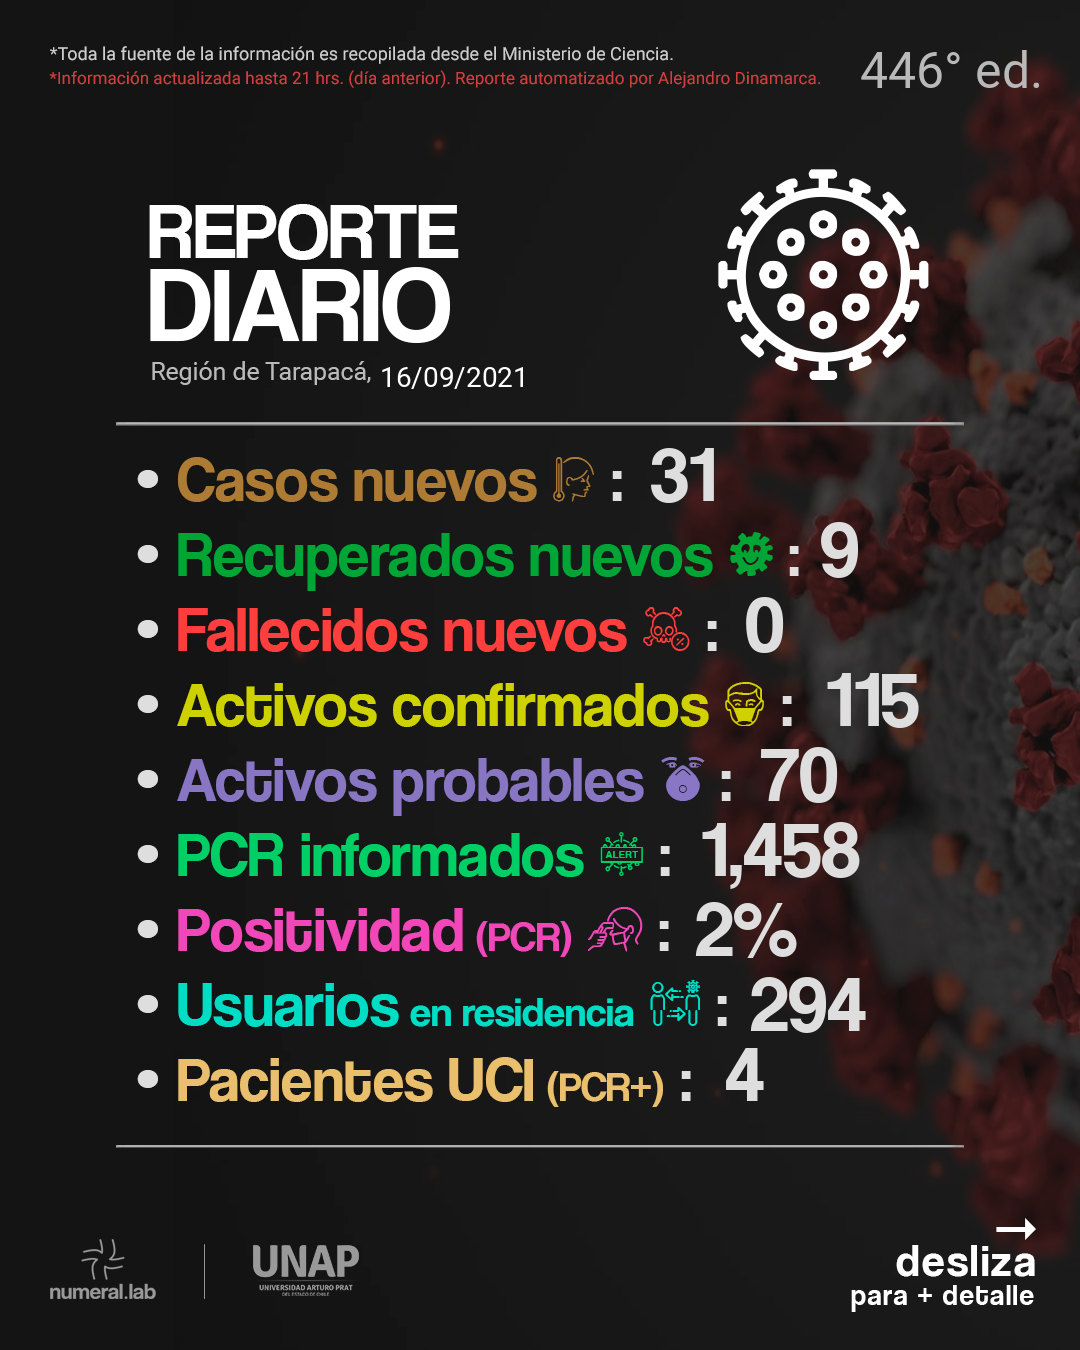 *Toda la fuente de la información es recopilada desde el Ministerio de Ciencia.
*Información actualizada hasta 21 hrs. (día anterior). Reporte automatizado por Alejandro Dinamarca.
446° ed.
REPORTE
DIARIO
Región de Tarapacá, 16/09/2021
• Casos nuevos : 31
• Recuperados nuevos : 9
• Fallecidos nuevos : 0
• Activos confirmados : 115
• Activos probables : 70
• PCR informados ALERT : 1,458
• Positividad (PCR) : 2%
• Usuarios en residencia : 294
• Pacientes UCI (PCR+) : 4
numeral.lab
UNAP
UNIVERSIDAD ARTURO PRAT
DEL ESTADO DE CHILE
desliza
para + detalle